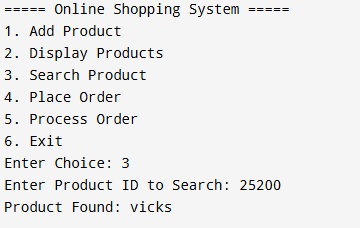 ===== Online Shopping System =====
1. Add Product
2. Display Products
3. Search Product
4. Place Order
5. Process Order
6. Exit
Enter Choice: 3
Enter Product ID to Search: 25200
Product Found: vicks